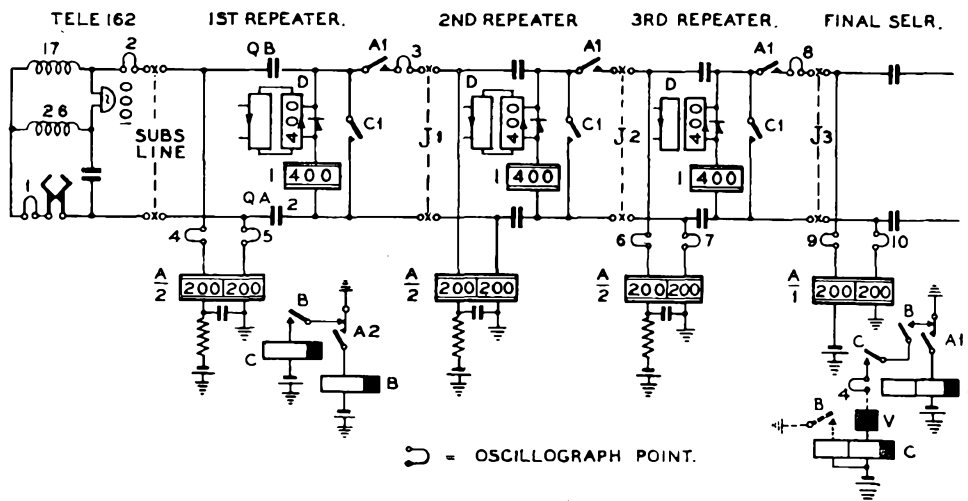 TELE 162
1ST REPEATER.
2ND REPEATER
3RD REPEATER.
FINAL SELR.
17
2
1000
26
1
SUBS LINE
QB
D
400
I 400
C1
A1
3
QA 2
4
5
A/2
200 200
B
A2
C
B
J1
D
400
I 400
C1
A1
A/2
200 200
J2
D
400
I 400
C1
A1
8
6
7
A/2
200 200
J3
9
10
A/1
200 200
B
A1
C
4
V
B
C
= OSCILLOGRAPH POINT.